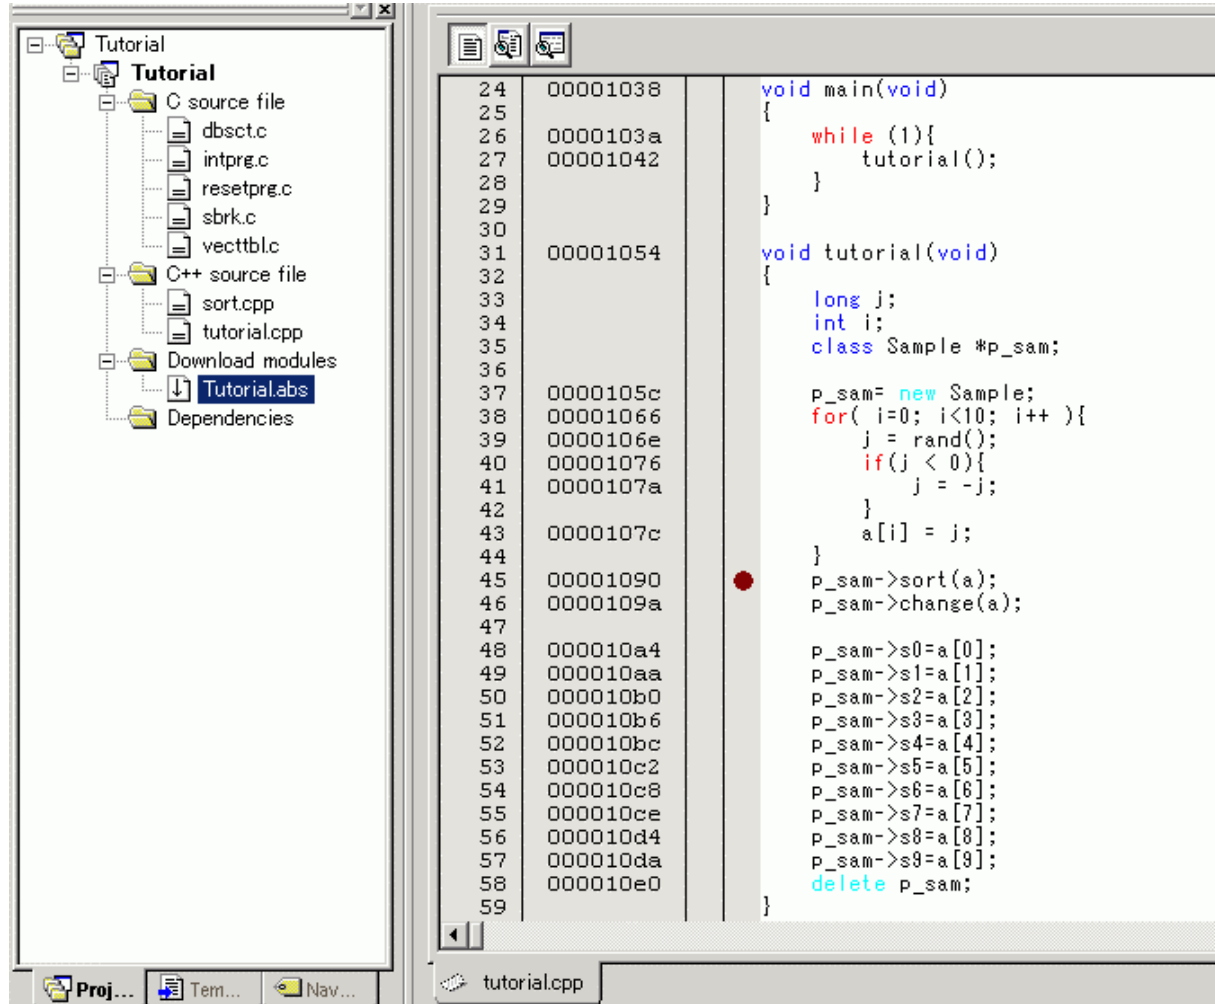 Tutorial
Tutorial
C source file
dbsct.c
intprg.c
resetprg.c
sbrk.c
vecttbl.c
C++ source file
sort.cpp
tutorial.cpp
Download modules
Tutorial.abs
Dependencies
Proj...
Tem...
Nav...
24 00001038 void main(void)
25 {
26 0000103a while (1){
27 00001042 tutorial();
28 }
29 }
30
31 00001054 void tutorial(void)
32 {
33 long j;
34 int i;
35 class Sample *p_sam;
36
37 0000105c p_sam= new Sample;
38 00001066 for( i=0; i<10; i++ ){
39 0000106e j = rand();
40 00001076 if(j < 0){
41 0000107a j = -j;
42 }
43 0000107c a[i] = j;
44 }
45 00001090 p_sam->sort(a);
46 0000109a p_sam->change(a);
47
48 000010a4 p_sam->s0=a[0];
49 000010aa p_sam->s1=a[1];
50 000010b0 p_sam->s2=a[2];
51 000010b6 p_sam->s3=a[3];
52 000010bc p_sam->s4=a[4];
53 000010c2 p_sam->s5=a[5];
54 000010c8 p_sam->s6=a[6];
55 000010ce p_sam->s7=a[7];
56 000010d4 p_sam->s8=a[8];
57 000010da p_sam->s9=a[9];
58 000010e0 delete p_sam;
59 }
tutorial.cpp